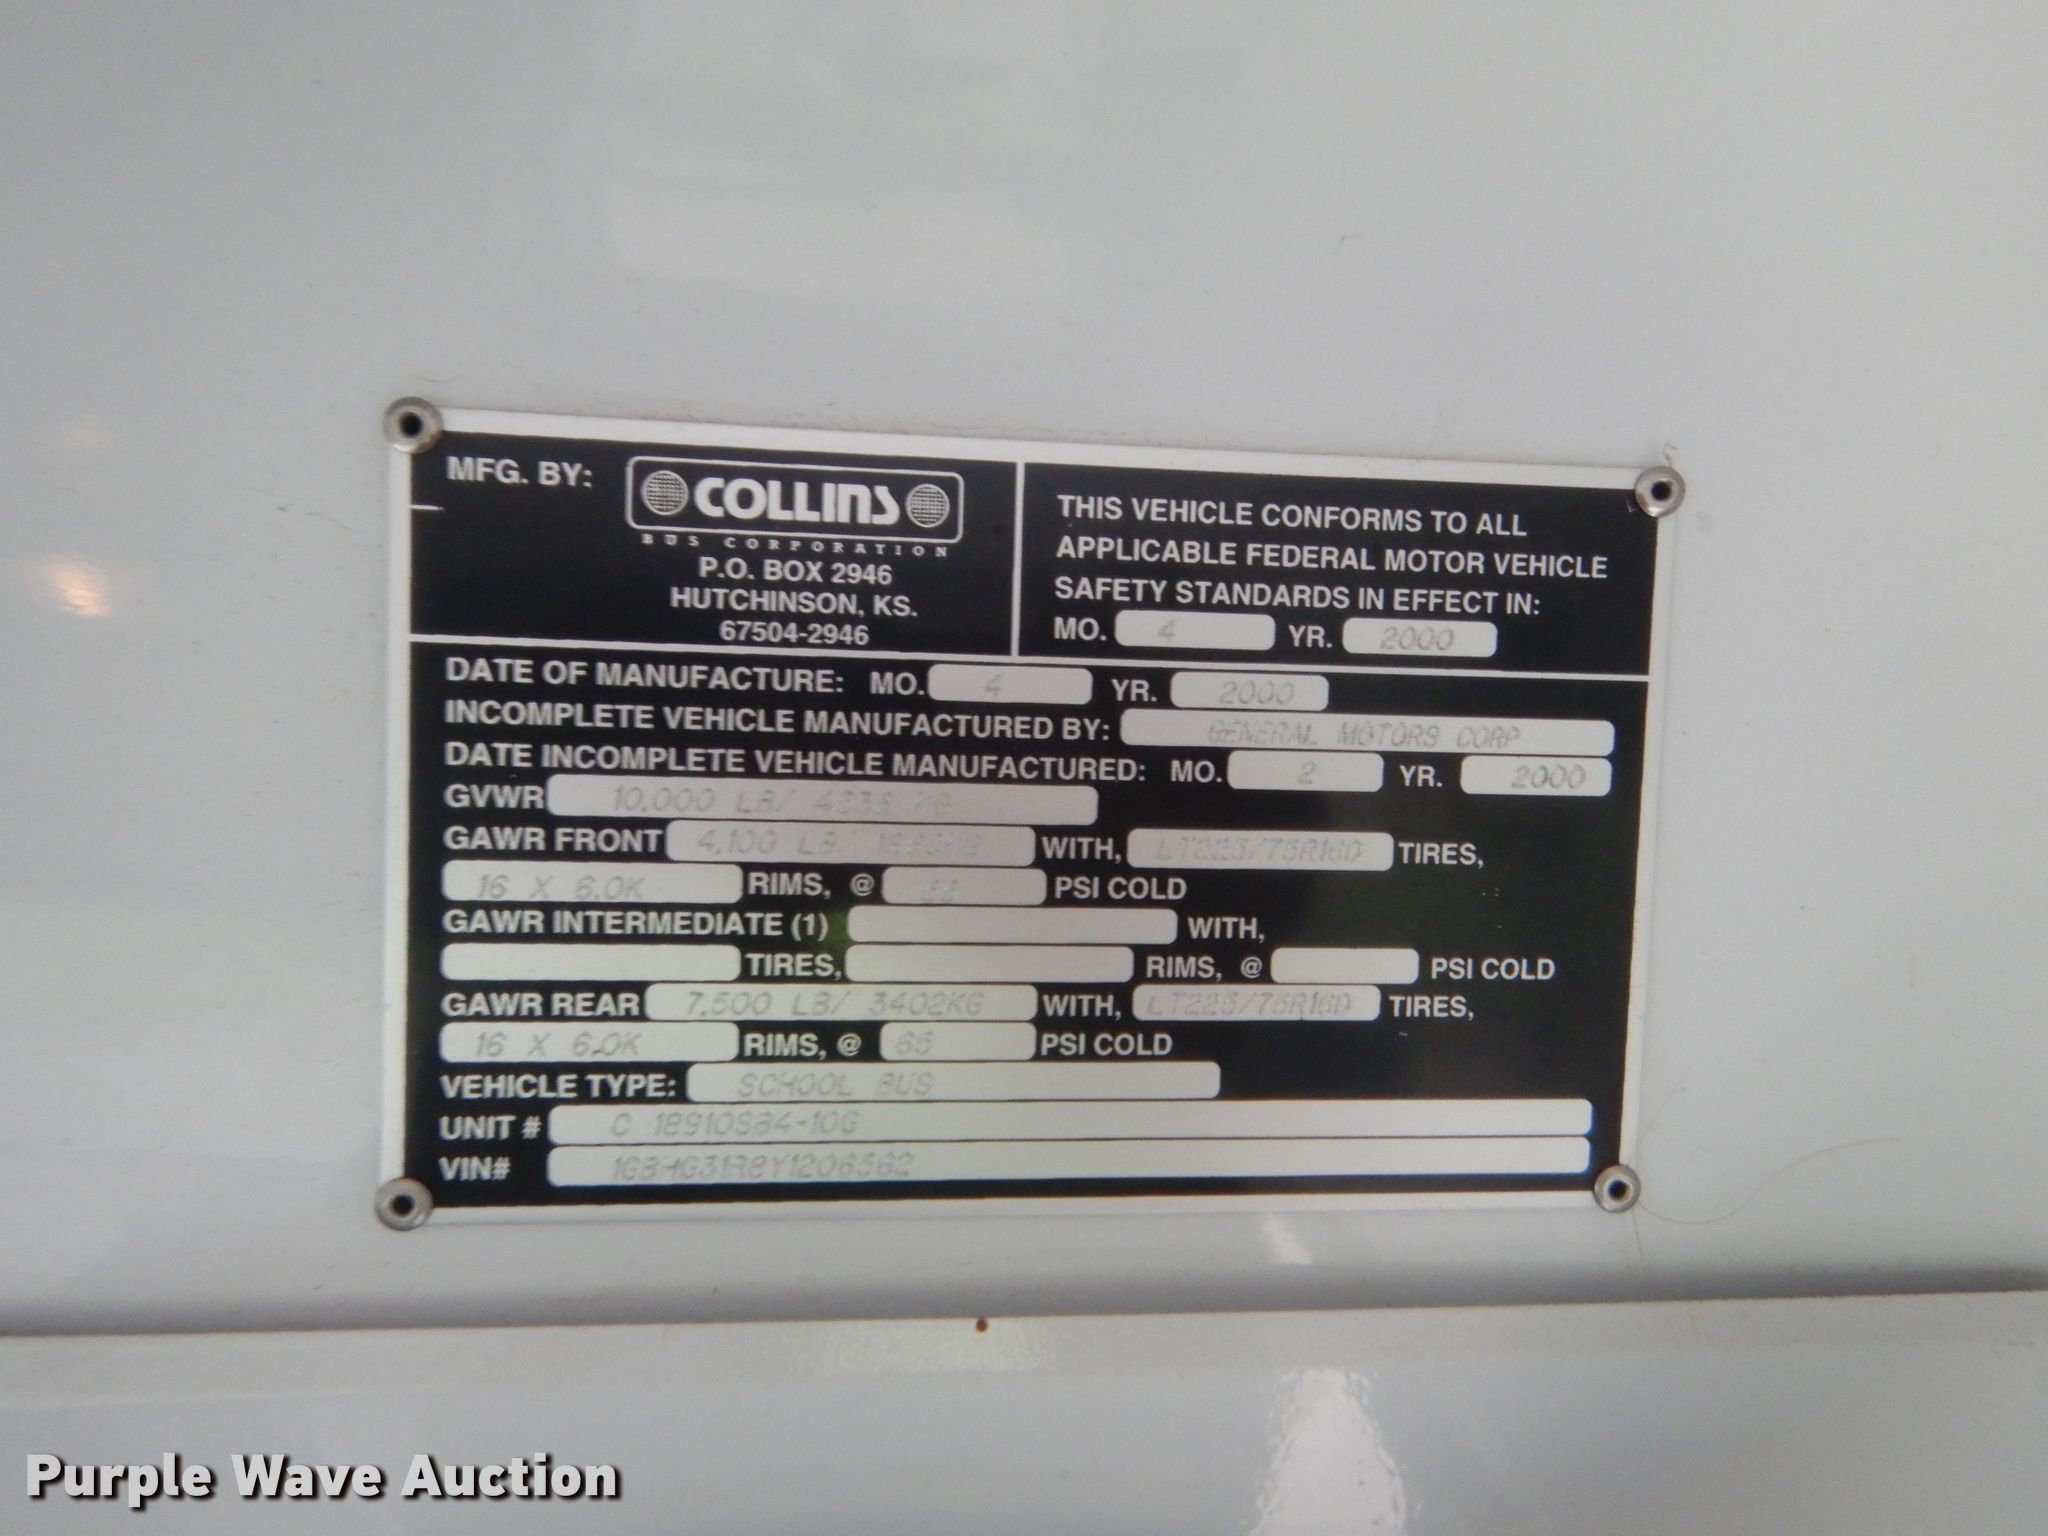 MFG. BY: COLLINS
BUS CORPORATION
P.O. BOX 2946
HUTCHINSON, KS.
67504-2946
THIS VEHICLE CONFORMS TO ALL
APPLICABLE FEDERAL MOTOR VEHICLE
SAFETY STANDARDS IN EFFECT IN:
MO. 4 YR. 2000
DATE OF MANUFACTURE: MO. 4 YR. 2000
INCOMPLETE VEHICLE MANUFACTURED BY: GENERAL MOTORS CORP
DATE INCOMPLETE VEHICLE MANUFACTURED: MO. 2 YR. 2000
GVWR 10,000 LB/ KG
GAWR FRONT 4,100 LB/ WITH, LT225/75R16D TIRES,
16 X 6.0K RIMS, @ PSI COLD
GAWR INTERMEDIATE (1) WITH,
TIRES, RIMS, @ PSI COLD
GAWR REAR 7,500 LB/ 3402KG WITH, LT225/75R16D TIRES,
16 X 6.0K RIMS, @ 65 PSI COLD
VEHICLE TYPE: SCHOOL BUS
UNIT # C
VIN#
Purple Wave Auction